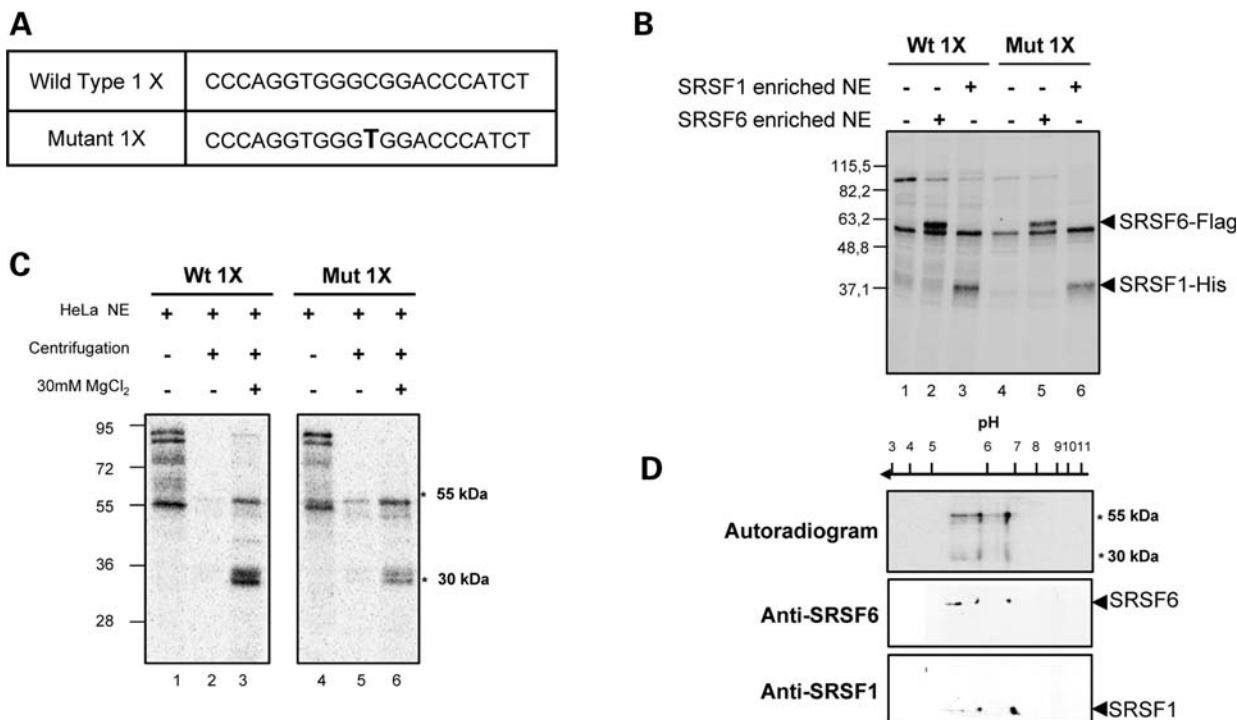 A
Wild Type 1 X CCCAGGTGGGCGGACCCATCT
Mutant 1X CCCAGGTGGGTGGACCCATCT
B
Wt 1X Mut 1X
SRSF1 enriched NE - - + - - +
SRSF6 enriched NE - + - - + -
115,5
82,2
63,2
48,8
37,1
SRSF6-Flag
SRSF1-His
1 2 3 4 5 6
C
Wt 1X Mut 1X
HeLa NE + + + + + +
Centrifugation - + + - + +
30mM MgCl₂ - - + - - +
95
72
55
36
28
* 55 kDa
* 30 kDa
1 2 3 4 5 6
D
pH
3 4 5 6 7 8 9 10 11
Autoradiogram
* 55 kDa
* 30 kDa
Anti-SRSF6
SRSF6
Anti-SRSF1
SRSF1